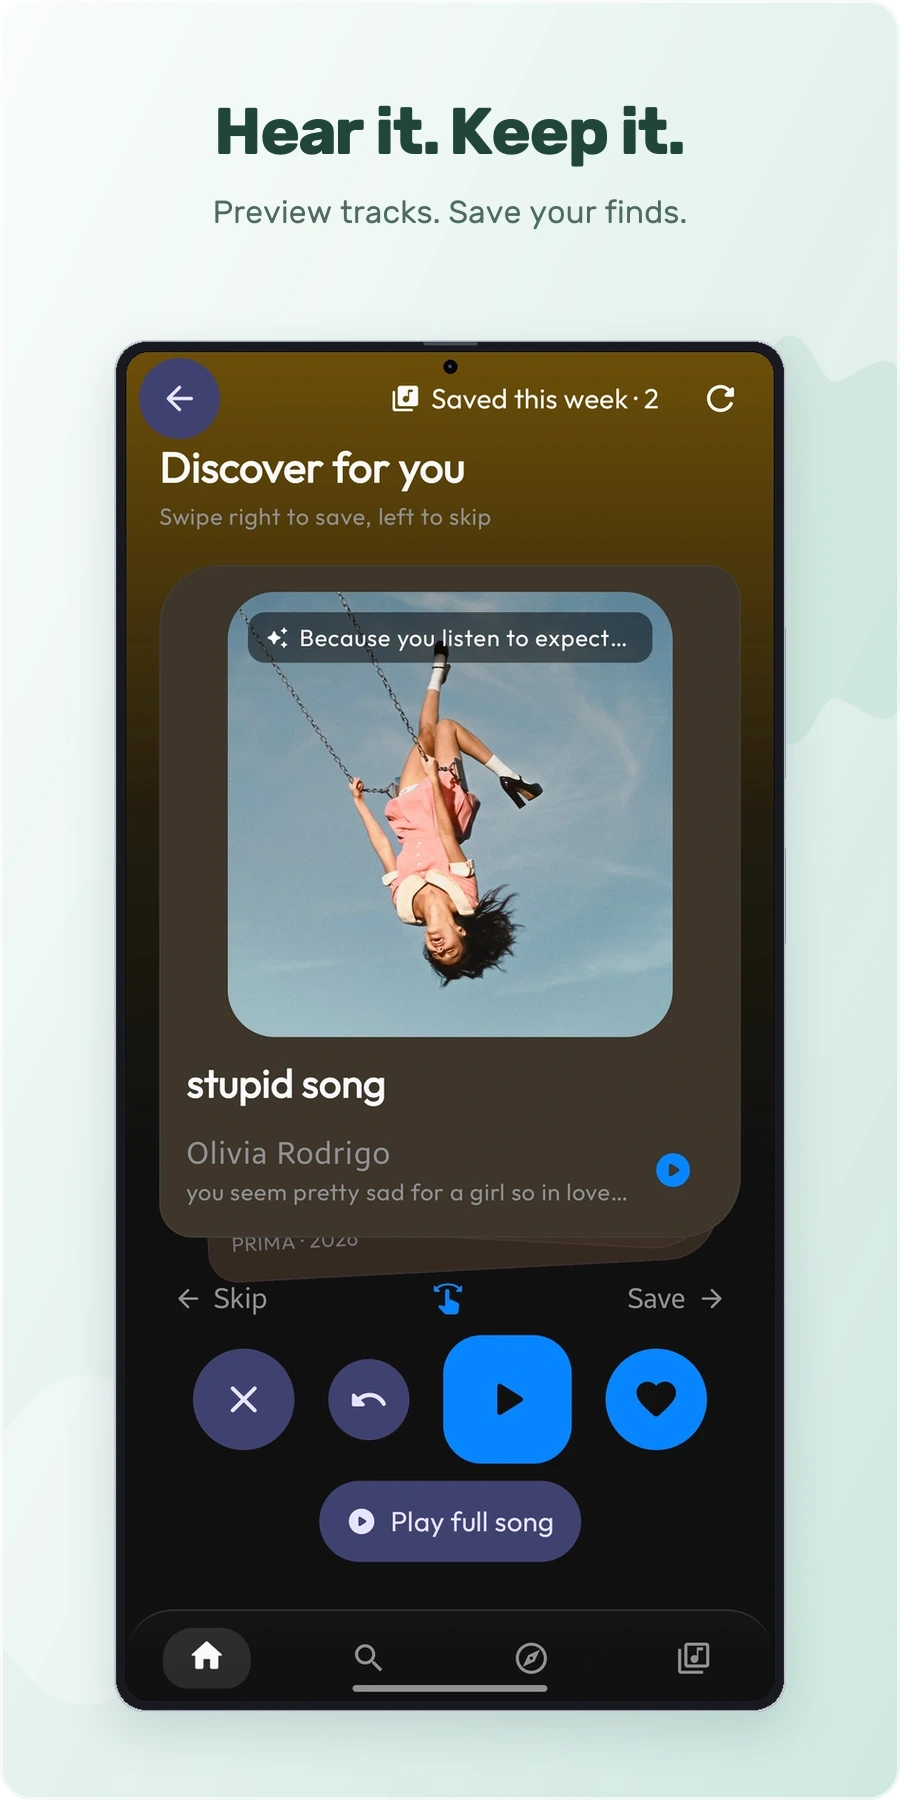 Hear it. Keep it.
Preview tracks. Save your finds.
Saved this week · 2
Discover for you
Swipe right to save, left to skip
Because you listen to expect...
stupid song
Olivia Rodrigo
you seem pretty sad for a girl so in love...
PRIMA · 2026
← Skip
Save →
Play full song